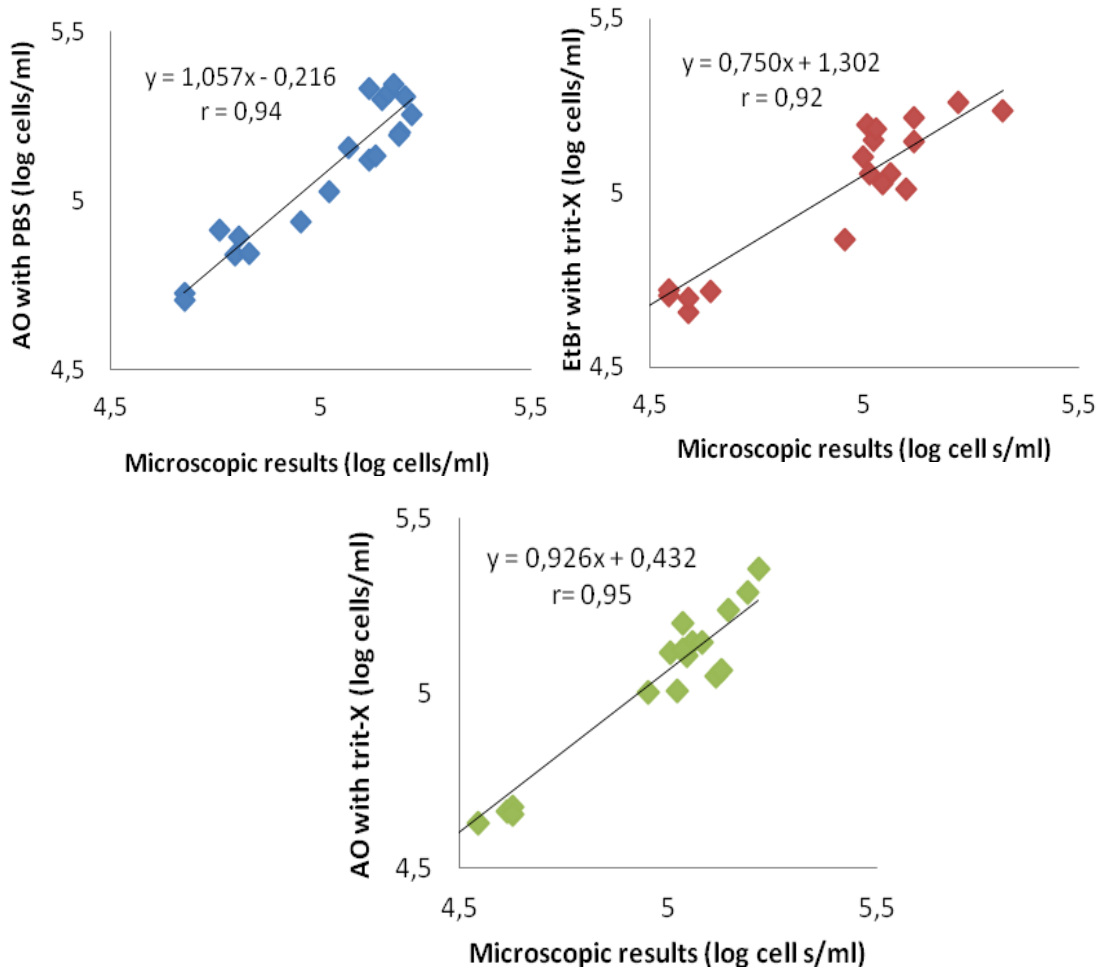 5,5
y = 1,057x - 0,216
r = 0,94
AO with PBS (log cells/ml)
5
4,5
4,5 5 5,5
Microscopic results (log cells/ml)
5,5
y = 0,750x + 1,302
r = 0,92
EtBr with trit-X (log cells/ml)
5
4,5
4,5 5 5,5
Microscopic results (log cell s/ml)
5,5
y = 0,926x + 0,432
r= 0,95
AO with trit-X (log cells/ml)
5
4,5
4,5 5 5,5
Microscopic results (log cell s/ml)